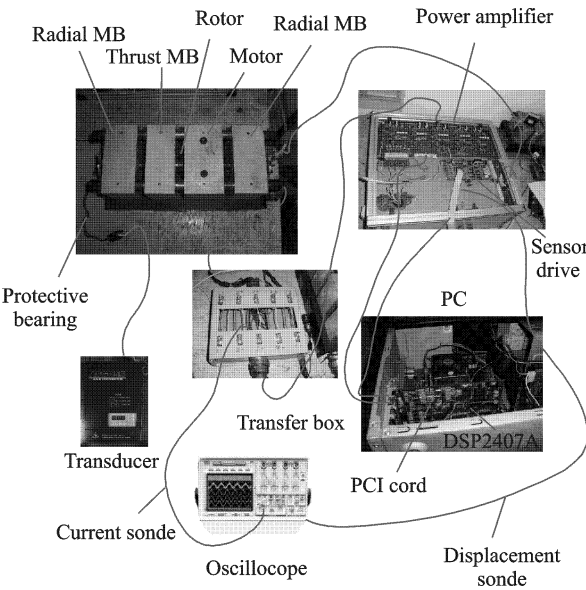 Rotor
Power amplifier
Radial MB
Radial MB
Thrust MB
Motor
Sensor
drive
Protective
bearing
PC
Transfer box
DSP2407A
Transducer
PCI cord
Current sonde
Oscillocope
Displacement
sonde